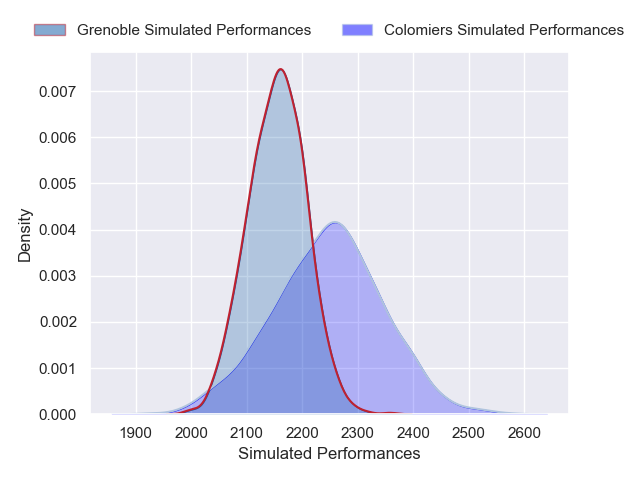 Grenoble Simulated Performances
Colomiers Simulated Performances
0.007
0.006
0.005
0.004
0.003
0.002
0.001
0.000
Density
1900 2000 2100 2200 2300 2400 2500 2600
Simulated Performances